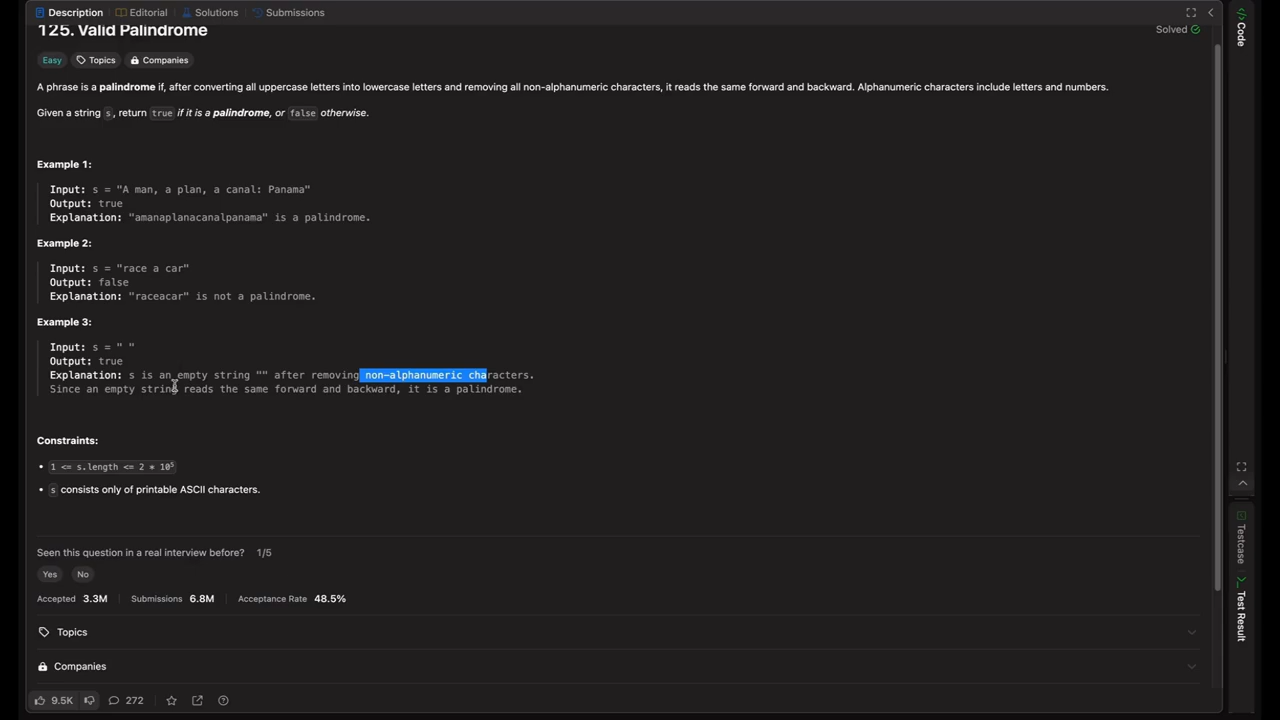 Description
Editorial
Solutions
Submissions
125. Valid Palindrome
Solved
Easy
Topics
Companies
A phrase is a palindrome if, after converting all uppercase letters into lowercase letters and removing all non-alphanumeric characters, it reads the same forward and backward. Alphanumeric characters include letters and numbers.
Given a string s, return true if it is a palindrome, or false otherwise.
Example 1:
Input: s = "A man, a plan, a canal: Panama"
Output: true
Explanation: "amanaplanacanalpanama" is a palindrome.
Example 2:
Input: s = "race a car"
Output: false
Explanation: "raceacar" is not a palindrome.
Example 3:
Input: s = " "
Output: true
Explanation: s is an empty string "" after removing non-alphanumeric characters.
Since an empty string reads the same forward and backward, it is a palindrome.
Constraints:
• 1 <= s.length <= 2 * 10⁵
• s consists only of printable ASCII characters.
Seen this question in a real interview before? 1/5
Yes
No
Accepted 3.3M
Submissions 6.8M
Acceptance Rate 48.5%
Topics
Companies
9.5K
272
Code
Testcase
Test Result